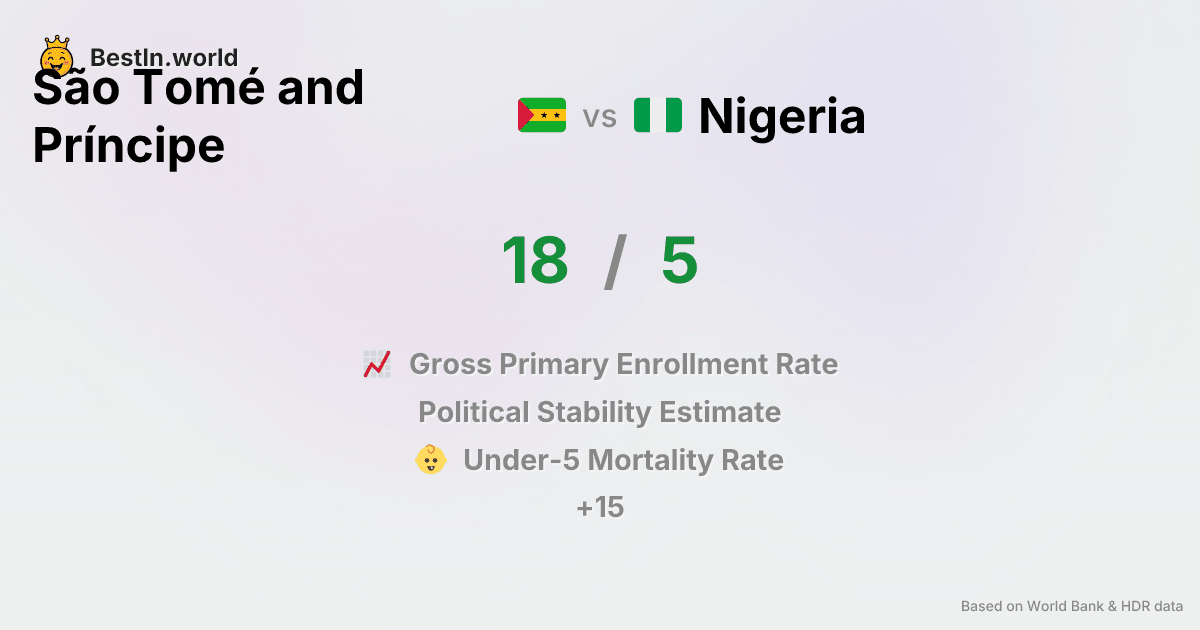 BestIn.world
São Tomé and
Príncipe
vs
Nigeria
18 / 5
Gross Primary Enrollment Rate
Political Stability Estimate
Under-5 Mortality Rate
+15
Based on World Bank & HDR data